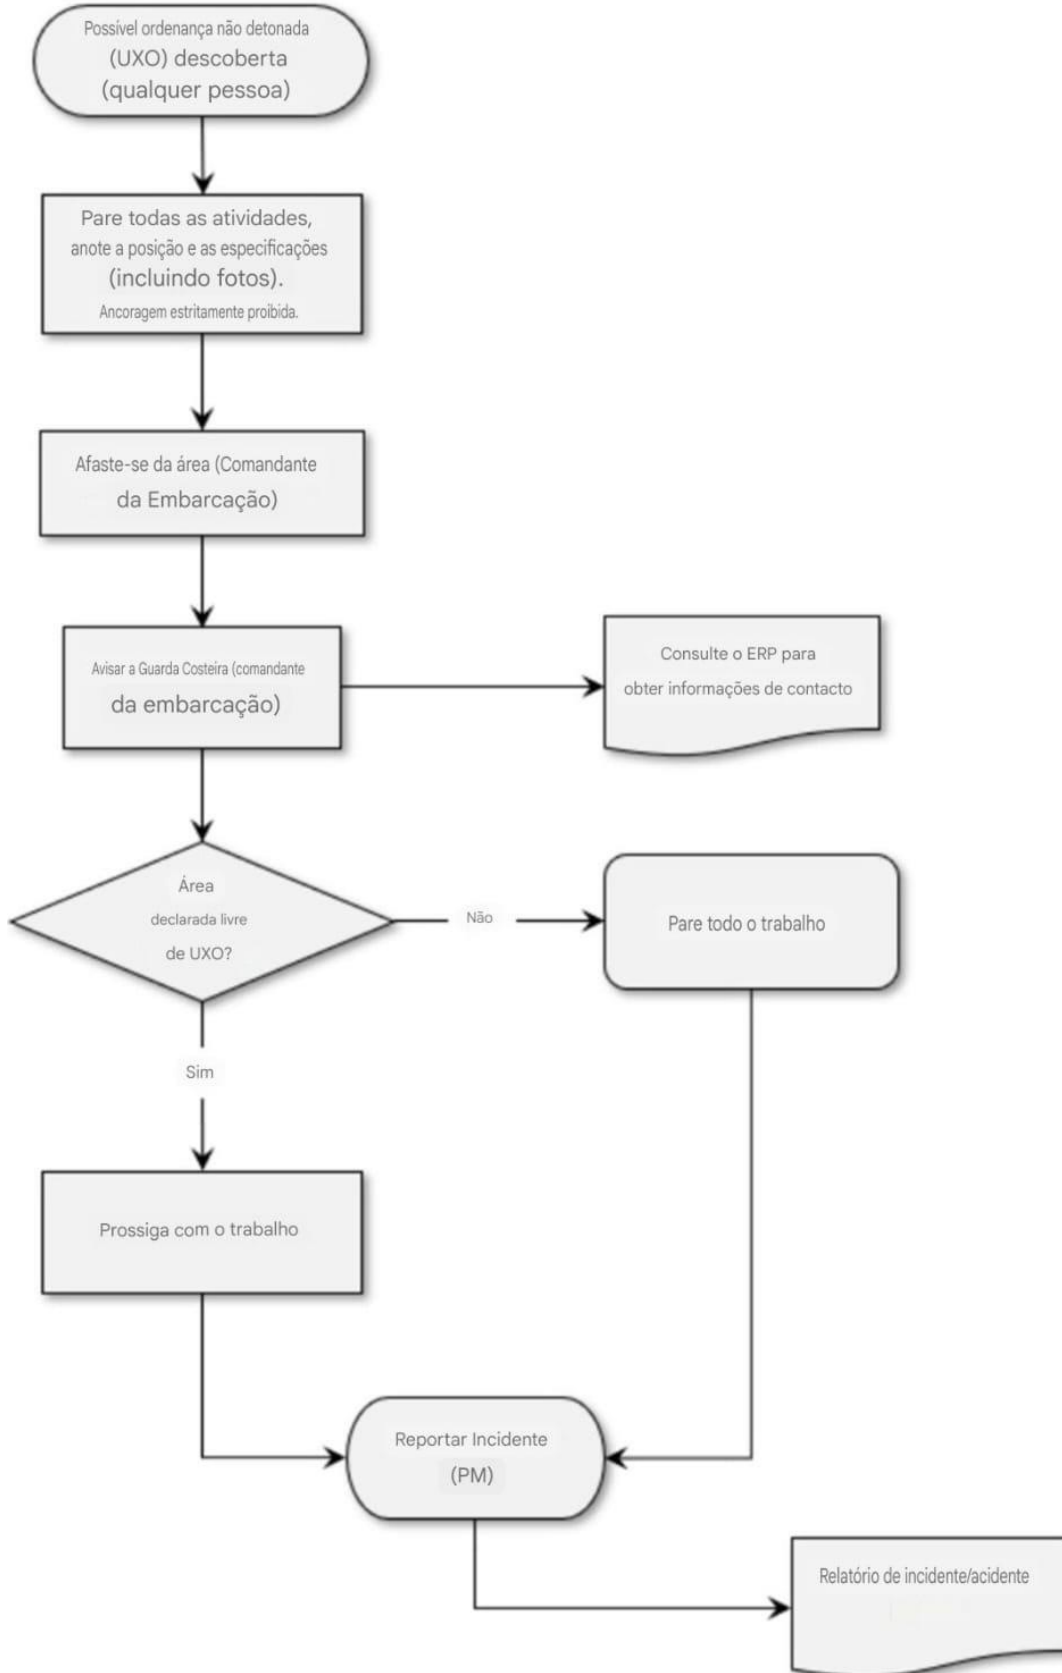 Possível ordenança não detonada
(UXO) descoberta
(qualquer pessoa)
Pare todas as atividades,
anote a posição e as especificações
(incluindo fotos).
Ancoragem estritamente proibida.
Afaste-se da área (Comandante
da Embarcação)
Avisar a Guarda Costeira (comandante
da embarcação)
Consulte o ERP para
obter informações de contacto
Área
declarada livre
de UXO?
Não
Pare todo o trabalho
Sim
Prossiga com o trabalho
Reportar Incidente
(PM)
Relatório de incidente/acidente